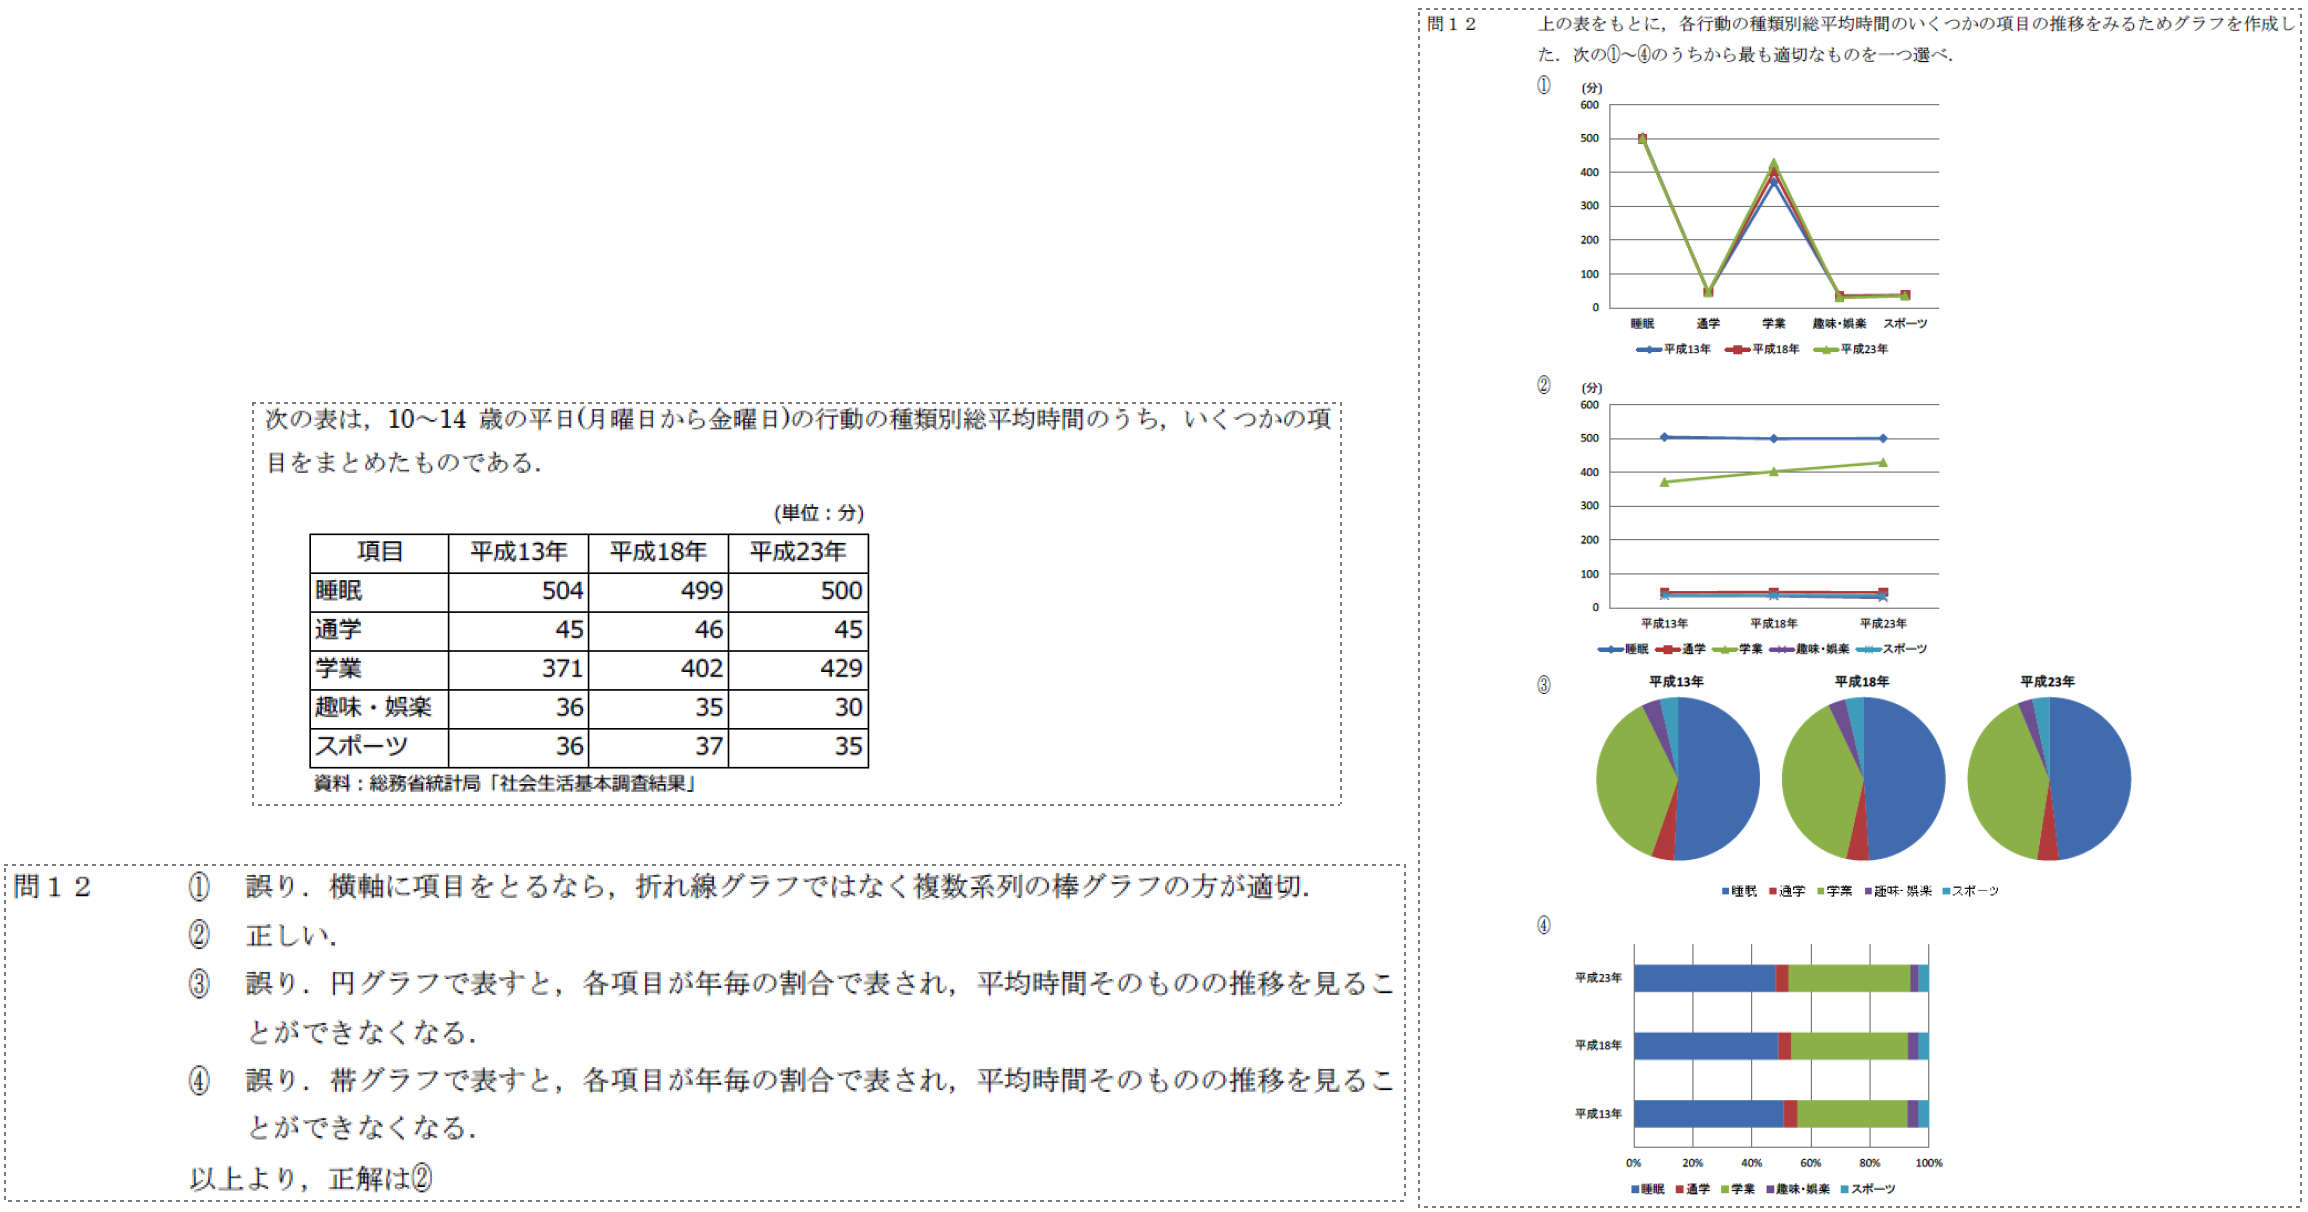 次の表は，10～14 歳の平日(月曜日から金曜日)の行動の種類別総平均時間のうち，いくつかの項
目をまとめたものである．
(単位：分)
項目 平成13年 平成18年 平成23年
睡眠 504 499 500
通学 45 46 45
学業 371 402 429
趣味・娯楽 36 35 30
スポーツ 36 37 35
資料：総務省統計局「社会生活基本調査結果」
問１２ ① 誤り．横軸に項目をとるなら，折れ線グラフではなく複数系列の棒グラフの方が適切．
② 正しい．
③ 誤り．円グラフで表すと，各項目が年毎の割合で表され，平均時間そのものの推移を見るこ
とができなくなる．
④ 誤り．帯グラフで表すと，各項目が年毎の割合で表され，平均時間そのものの推移を見るこ
とができなくなる．
以上より，正解は②
問１２ 上の表をもとに，各行動の種類別総平均時間のいくつかの項目の推移をみるためグラフを作成し
た．次の①～④のうちから最も適切なものを一つ選べ．
①
(分)
600
500
400
300
200
100
0
睡眠 通学 学業 趣味・娯楽 スポーツ
平成13年 平成18年 平成23年
②
(分)
600
500
400
300
200
100
0
平成13年 平成18年 平成23年
睡眠 通学 学業 趣味・娯楽 スポーツ
③
平成13年 平成18年 平成23年
睡眠 通学 学業 趣味・娯楽 スポーツ
④
平成23年
平成18年
平成13年
0% 20% 40% 60% 80% 100%
睡眠 通学 学業 趣味・娯楽 スポーツ